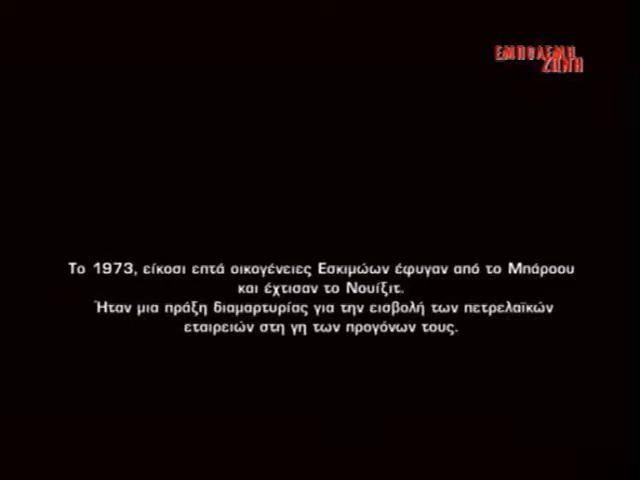 ΕΜΠΟΛΕΜΗ
ΖΩΝΗ
Το 1973, είκοσι επτά οικογένειες Εσκιμώων έφυγαν από το Μπάροου
και έχτισαν το Νουίξιτ.
Ήταν μια πράξη διαμαρτυρίας για την εισβολή των πετρελαϊκών
εταιρειών στη γη των προγόνων τους.